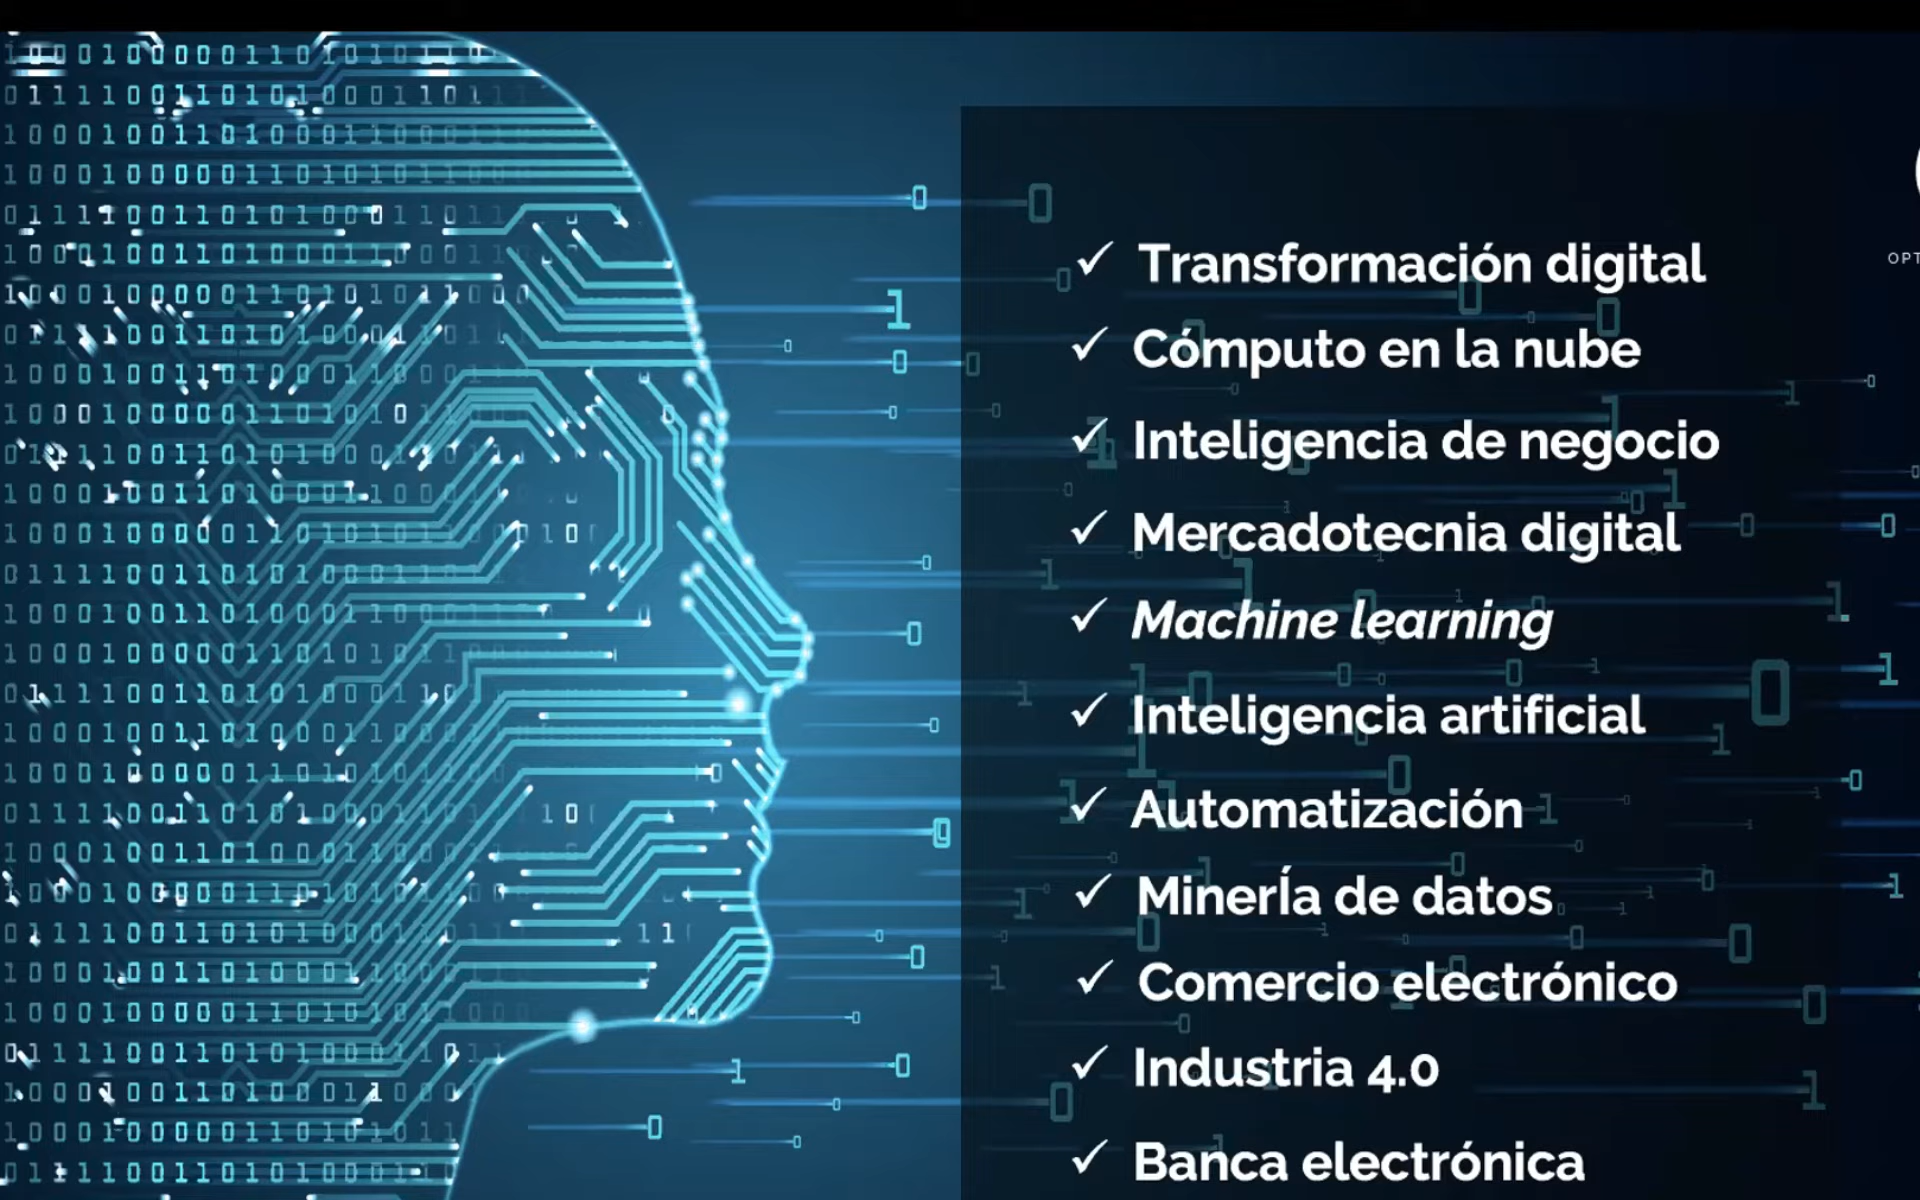 OPT
Transformación digital
Cómputo en la nube
Inteligencia de negocio
Mercadotecnia digital
Machine learning
Inteligencia artificial
Automatización
MinerÍa de datos
Comercio electrónico
Industria 4.0
Banca electrónica